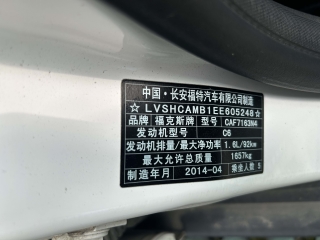 中国·长安福特汽车有限公司制造
☆LVSHCAMB1EE605248☆
品牌 福克斯牌 型号 CAF7163N4
发动机型号 C6
发动机排量/最大净功率 1.6L/92kw
最大允许总质量 1657kg
制造年月 2014-04 乘坐人数 5